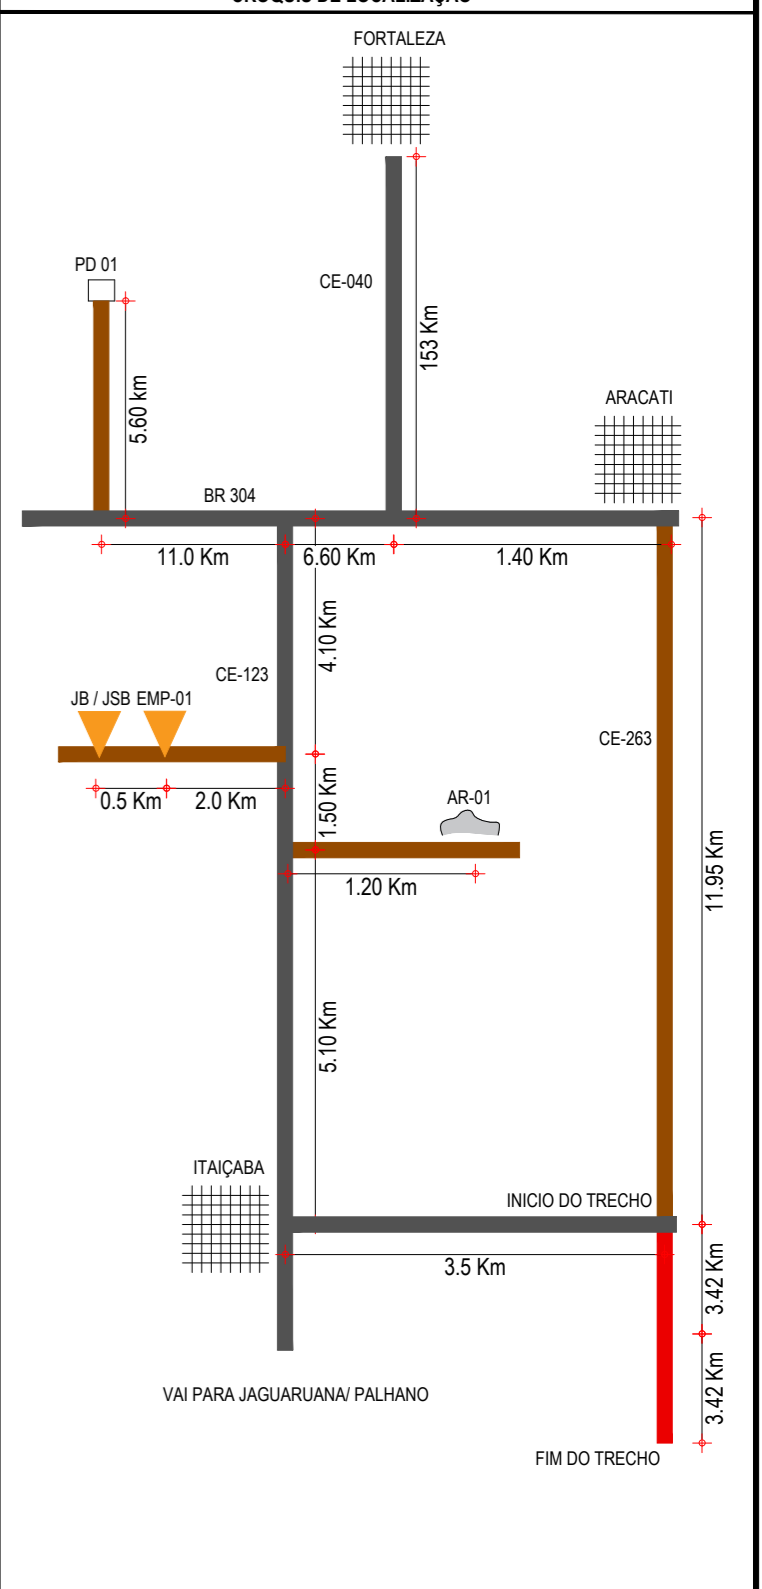 CROQUIS DE LOCALIZAÇÃO
FORTALEZA
PD 01
CE-040
153 Km
5.60 km
ARACATI
BR 304
11.0 Km
6.60 Km
1.40 Km
4.10 Km
CE-123
JB / JSB
EMP-01
CE-263
0.5 Km
2.0 Km
1.50 Km
AR-01
1.20 Km
11.95 Km
5.10 Km
ITAIÇABA
INICIO DO TRECHO
3.5 Km
3.42 Km
3.42 Km
VAI PARA JAGUARUANA/ PALHANO
FIM DO TRECHO